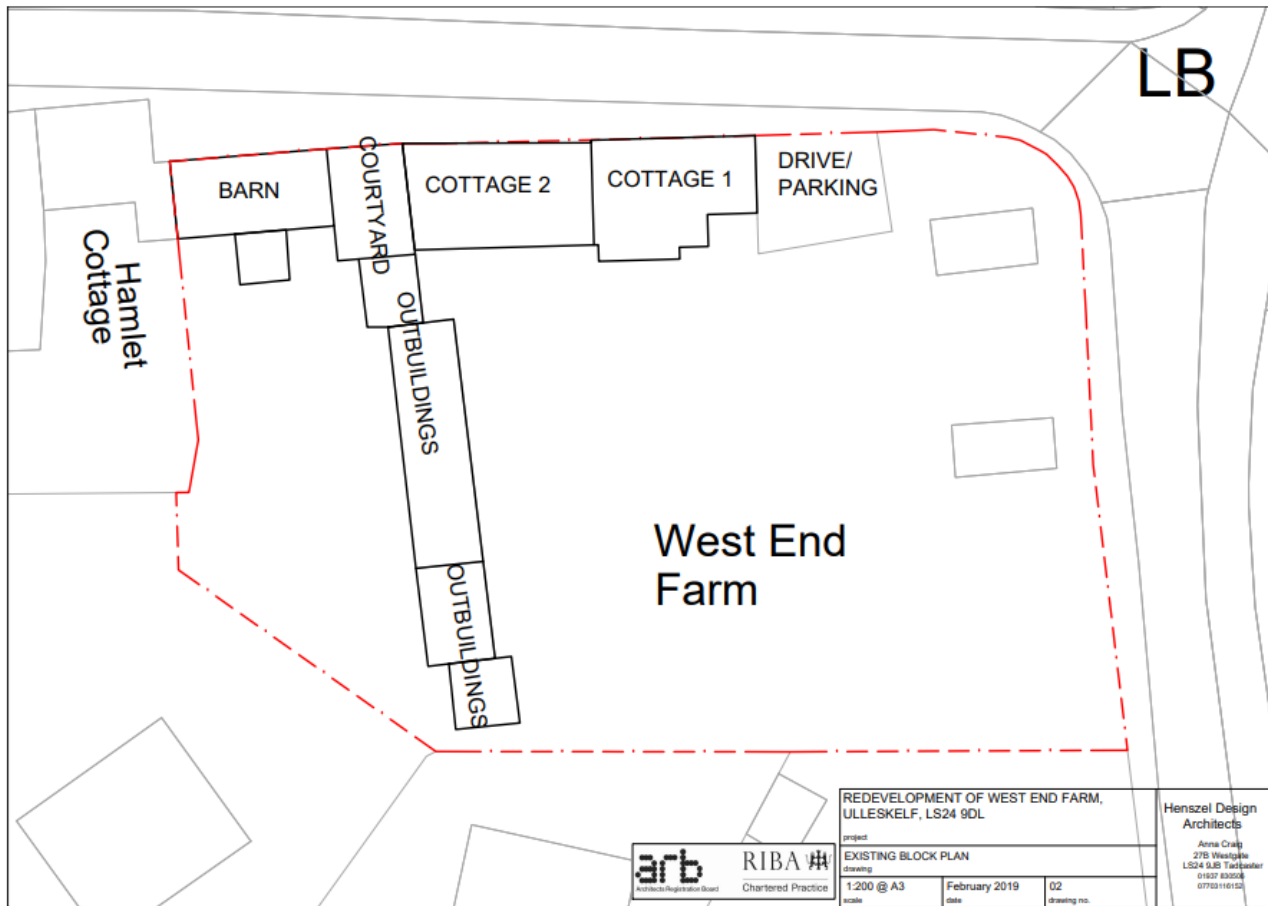 LB
COURTYARD
BARN
COTTAGE 2
COTTAGE 1
DRIVE/
PARKING
Hamlet
Cottage
OUTBUILDINGS
West End
Farm
OUTBUILDINGS
REDEVELOPMENT OF WEST END FARM,
ULLESKELF, LS24 9DL
project
EXISTING BLOCK PLAN
drawing
1:200 @ A3
scale
February 2019
date
02
drawing no.
Henszel Design
Architects
Anna Craig
27B Westgate
LS24 9JB Tadcaster
01937 830506
07703116152
arb
Architects Registration Board
RIBA
Chartered Practice